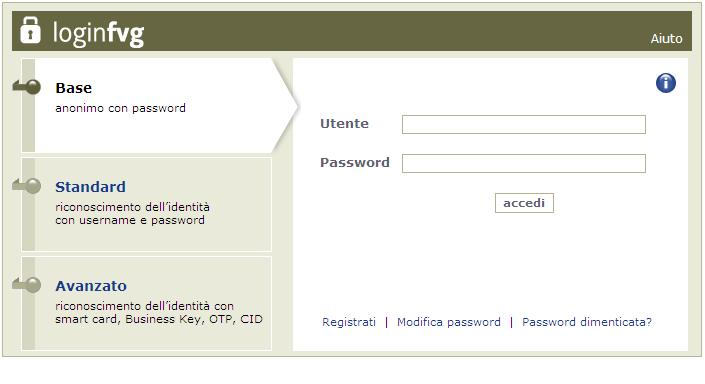 loginfvg
Aiuto
Base
anonimo con password
Standard
riconoscimento dell'identità
con username e password
Avanzato
riconoscimento dell'identità con
smart card, Business Key, OTP, CID
i
Utente
Password
accedi
Registrati | Modifica password | Password dimenticata?